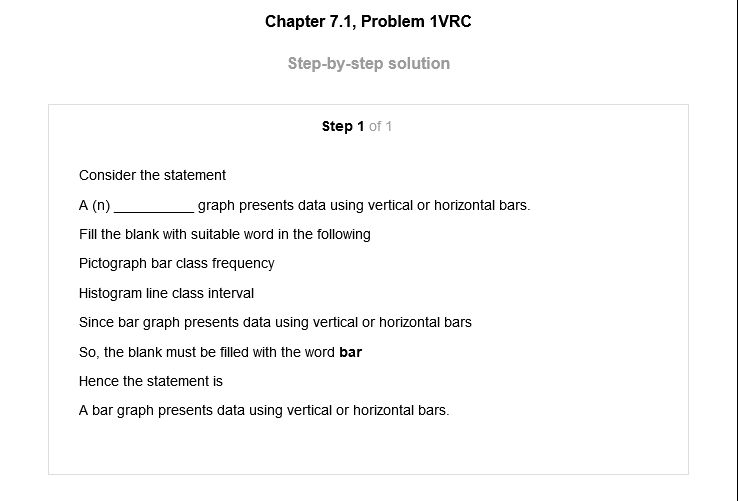 Chapter 7.1, Problem 1VRC
Step-by-step solution
Step 1 of 1
Consider the statement
A (n) __________ graph presents data using vertical or horizontal bars.
Fill the blank with suitable word in the following
Pictograph bar class frequency
Histogram line class interval
Since bar graph presents data using vertical or horizontal bars
So, the blank must be filled with the word bar
Hence the statement is
A bar graph presents data using vertical or horizontal bars.